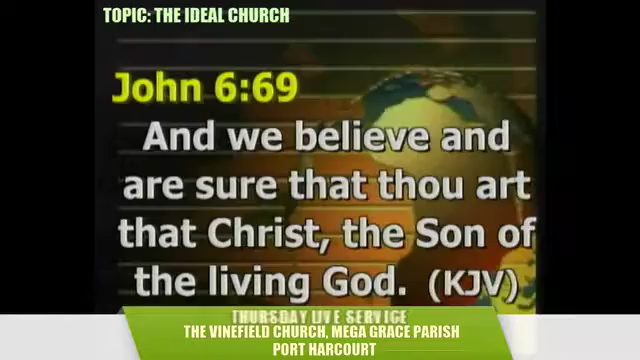 TOPIC: THE IDEAL CHURCH
John 6:69
And we believe and
are sure that thou art
that Christ, the Son of
the living God. (KJV)
THURSDAY LIVE SERVICE
THE VINEFIELD CHURCH, MEGA GRACE PARISH
PORT HARCOURT